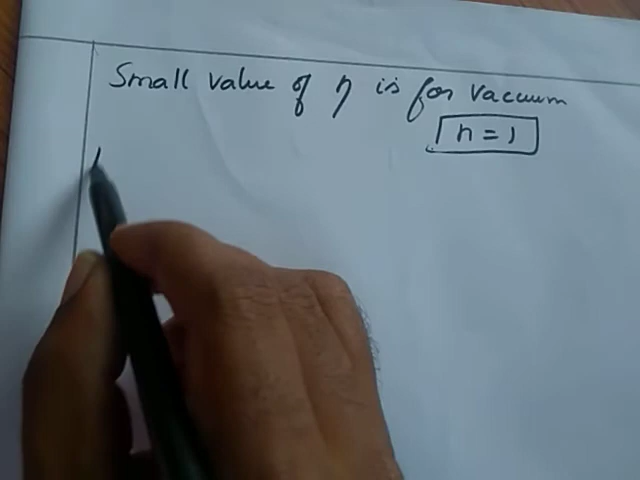 Small value of η is for vacuum
n = 1